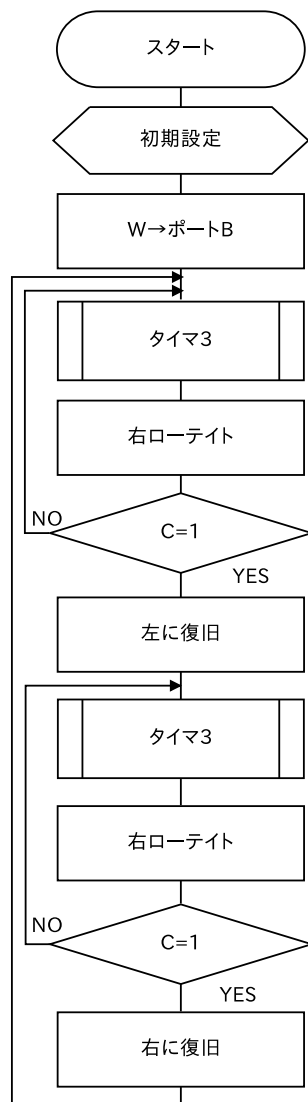 スタート
初期設定
W→ポートB
タイマ3
右ローテイト
C=1
NO
YES
左に復旧
タイマ3
右ローテイト
NO
C=1
YES
右に復旧